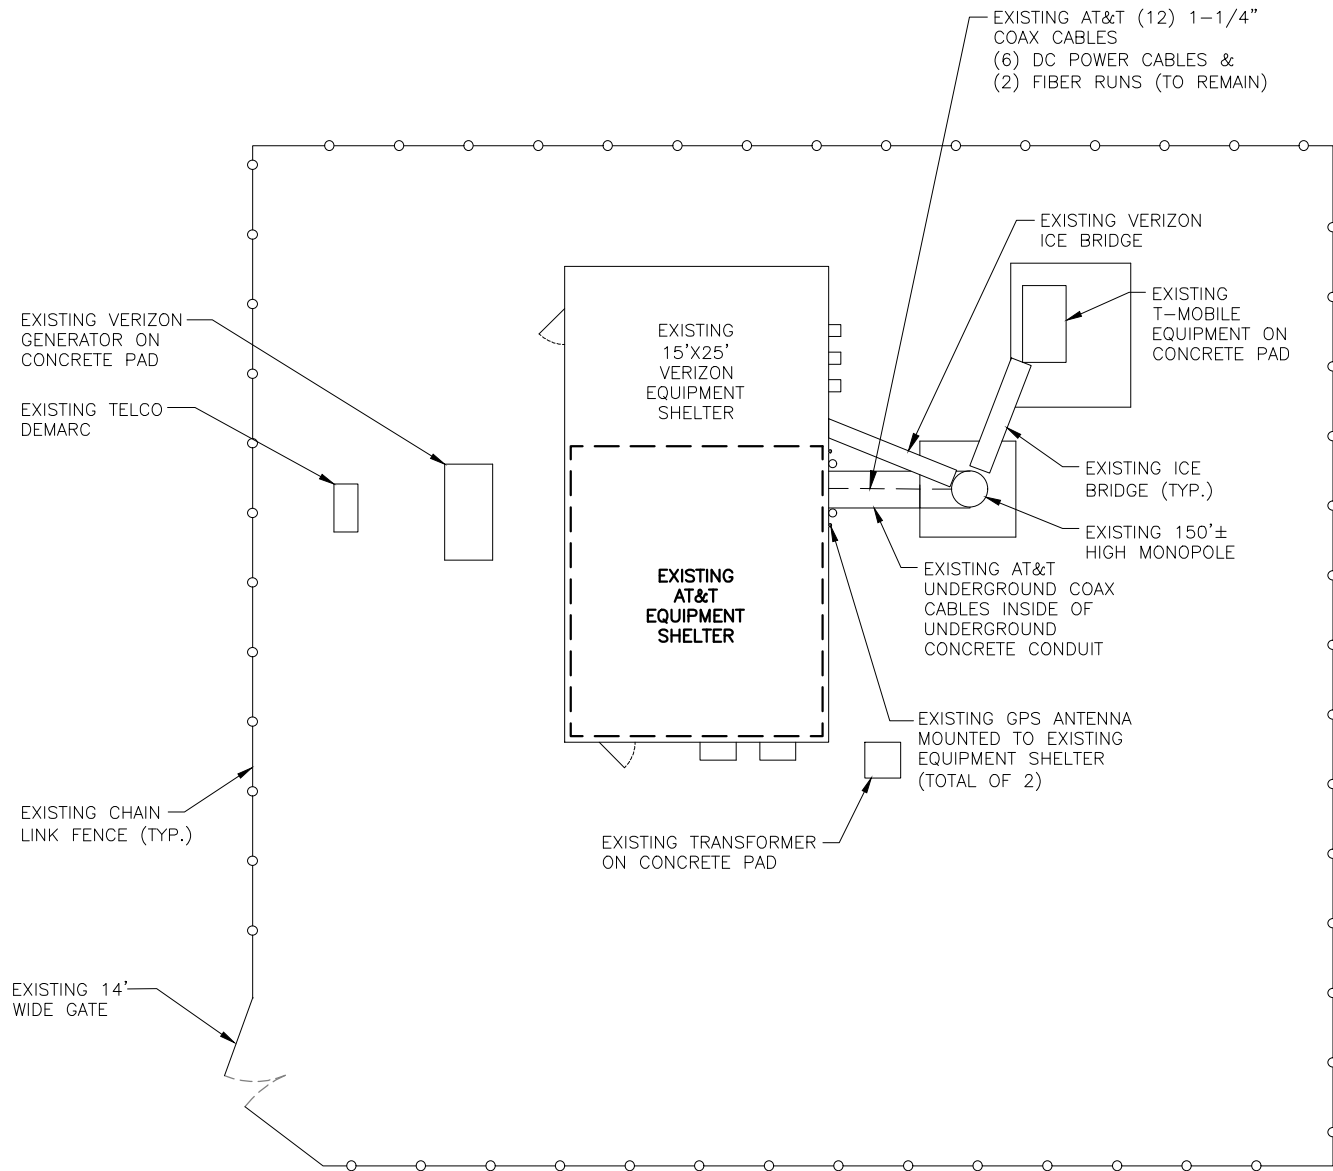 EXISTING AT&T (12) 1-1/4"
COAX CABLES
(6) DC POWER CABLES &
(2) FIBER RUNS (TO REMAIN)
EXISTING VERIZON
ICE BRIDGE
EXISTING
T-MOBILE
EQUIPMENT ON
CONCRETE PAD
EXISTING VERIZON
GENERATOR ON
CONCRETE PAD
EXISTING
15'X25'
VERIZON
EQUIPMENT
SHELTER
EXISTING TELCO
DEMARC
EXISTING ICE
BRIDGE (TYP.)
EXISTING 150'±
HIGH MONOPOLE
EXISTING AT&T
UNDERGROUND COAX
CABLES INSIDE OF
UNDERGROUND
CONCRETE CONDUIT
EXISTING
AT&T
EQUIPMENT
SHELTER
EXISTING GPS ANTENNA
MOUNTED TO EXISTING
EQUIPMENT SHELTER
(TOTAL OF 2)
EXISTING CHAIN
LINK FENCE (TYP.)
EXISTING TRANSFORMER
ON CONCRETE PAD
EXISTING 14'
WIDE GATE